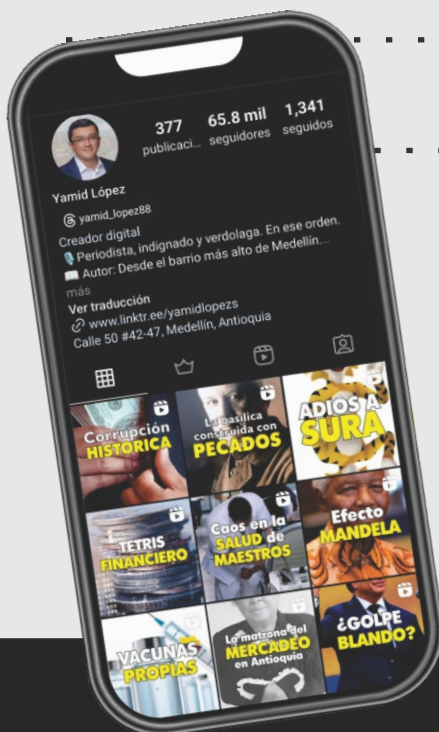 377
publicaci...
65.8 mil
seguidores
1,341
seguidos
Yamid López
yamid_lopez88
Creador digital
Periodista, indignado y verdolaga. En ese orden.
Autor: Desde el barrio más alto de Medellín....
más
Ver traducción
www.linktr.ee/yamidlopezs
Calle 50 #42-47, Medellín, Antioquia
Corrupción
HISTÓRICA
La basílica
construida con
PECADOS
ADIOS A
SURA
TETRIS
FINANCIERO
Caos en la
SALUD de
MAESTROS
Efecto
MANDELA
VACUNAS
PROPIAS
La matrona del
MERCADEO
en Antioquia
¿GOLPE
BLANDO?